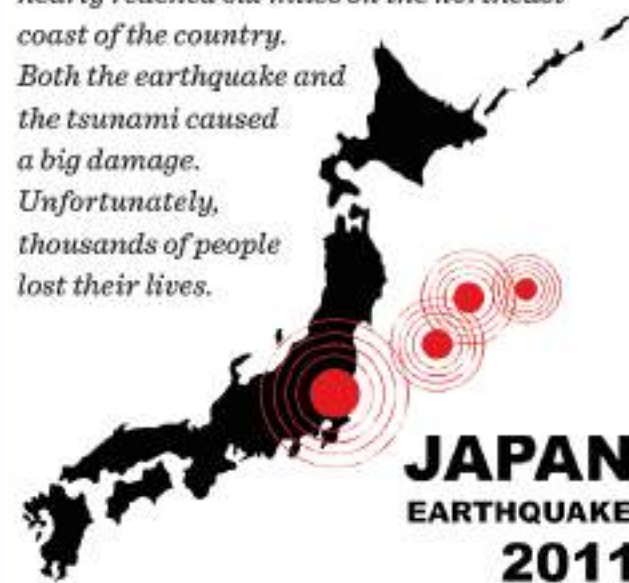 coast of the country.
Both the earthquake and
the tsunami caused
a big damage.
Unfortunately,
thousands of people
lost their lives.
JAPAN
EARTHQUAKE
2011